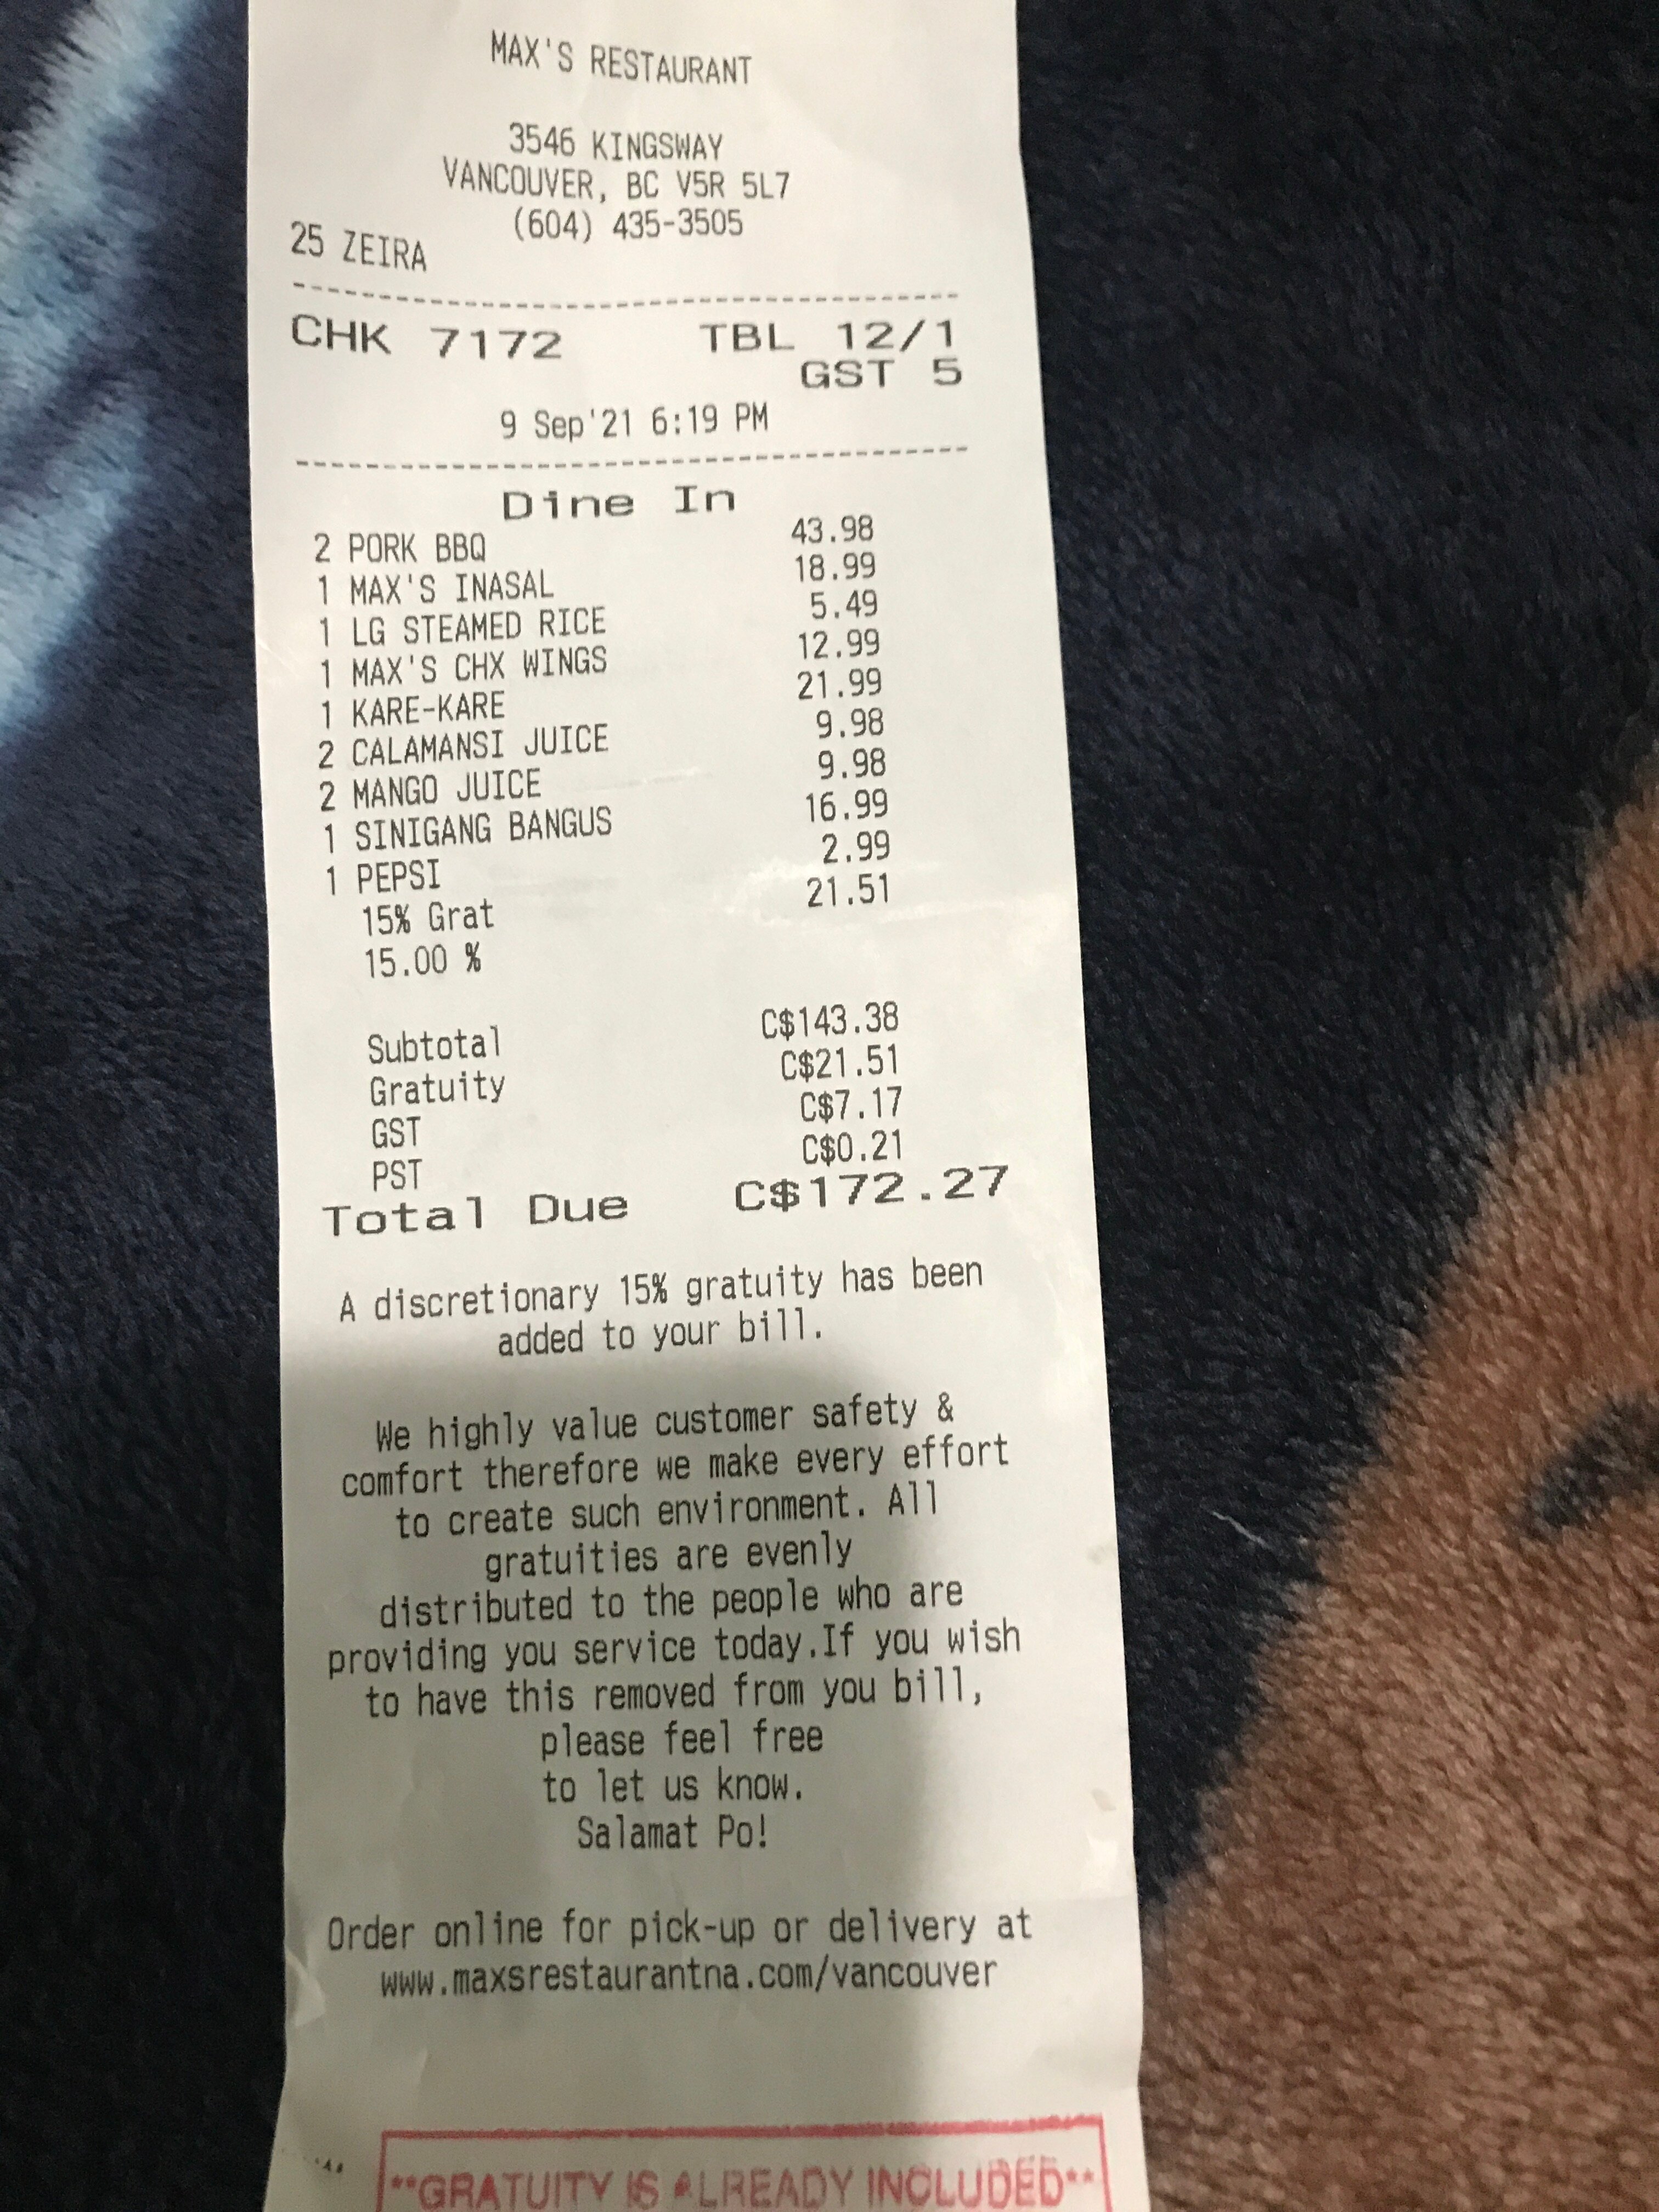 MAX'S RESTAURANT
3546 KINGSWAY
VANCOUVER, BC V5R 5L7
(604) 435-3505
25 ZEIRA
CHK 7172 TBL 12/1
GST 5
9 Sep'21 6:19 PM
Dine In
2 PORK BBQ 43.98
1 MAX'S INASAL 18.99
1 LG STEAMED RICE 5.49
1 MAX'S CHX WINGS 12.99
1 KARE-KARE 21.99
2 CALAMANSI JUICE 9.98
2 MANGO JUICE 9.98
1 SINIGANG BANGUS 16.99
1 PEPSI 2.99
15% Grat 21.51
15.00 %
Subtotal C$143.38
Gratuity C$21.51
GST C$7.17
PST C$0.21
Total Due C$172.27
A discretionary 15% gratuity has been
added to your bill.
We highly value customer safety &
comfort therefore we make every effort
to create such environment. All
gratuities are evenly
distributed to the people who are
providing you service today.If you wish
to have this removed from you bill,
please feel free
to let us know.
Salamat Po!
Order online for pick-up or delivery at
www.maxsrestaurantna.com/vancouver
**GRATUITY IS ALREADY INCLUDED**